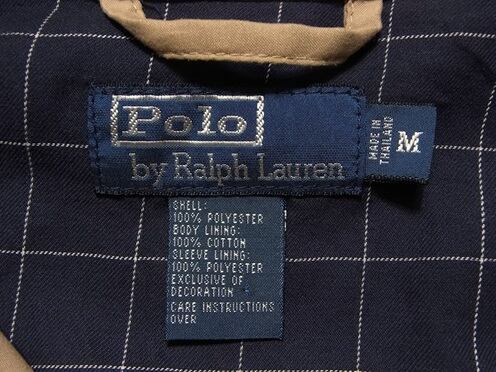 Polo
by Ralph Lauren
MADE IN
THAILAND
M
SHELL:
100% POLYESTER
BODY LINING:
100% COTTON
SLEEVE LINING:
100% POLYESTER
EXCLUSIVE OF
DECORATION
CARE INSTRUCTIONS
OVER